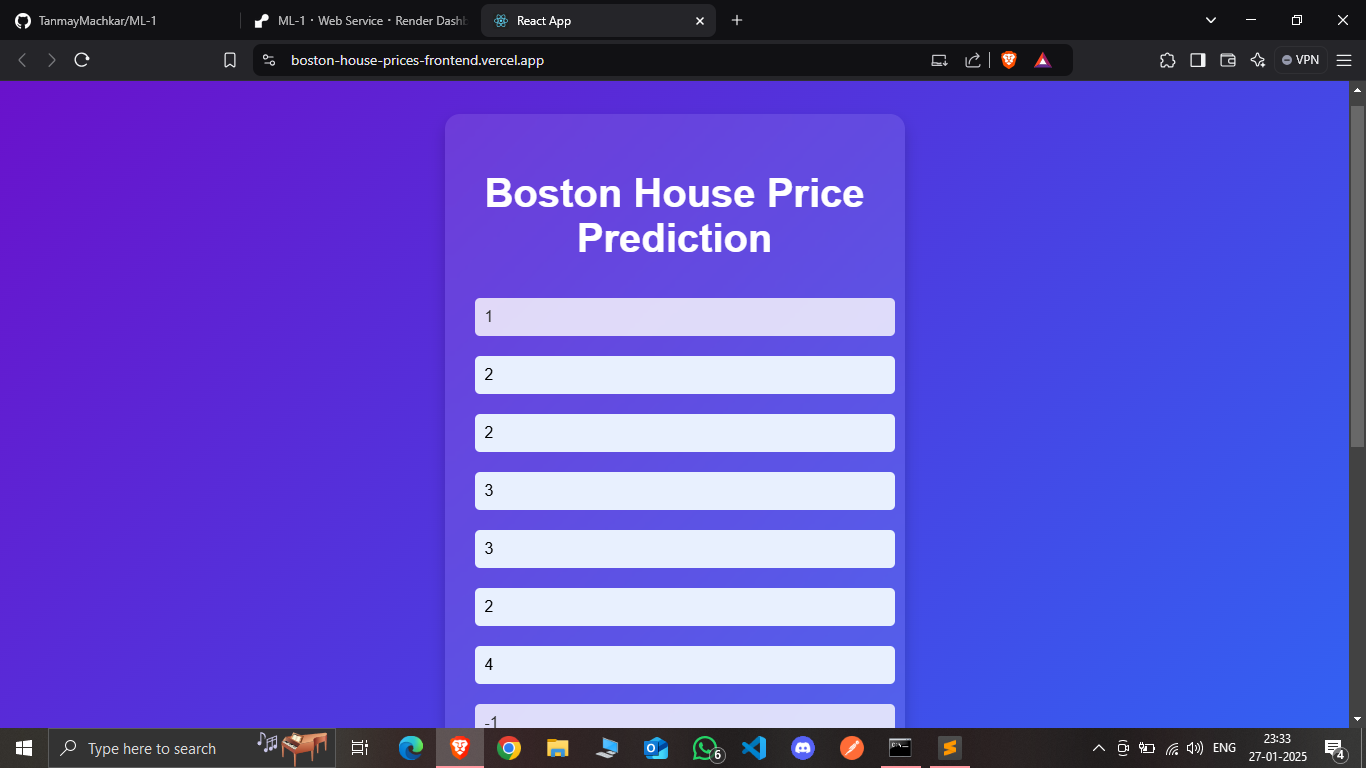 TanmayMachkar/ML-1
ML-1・Web Service・Render Dashb
React App
boston-house-prices-frontend.vercel.app
VPN
Boston House Price
Prediction
1
2
2
3
3
2
4
-1
Type here to search
6
ENG
23:33
27-01-2025
4